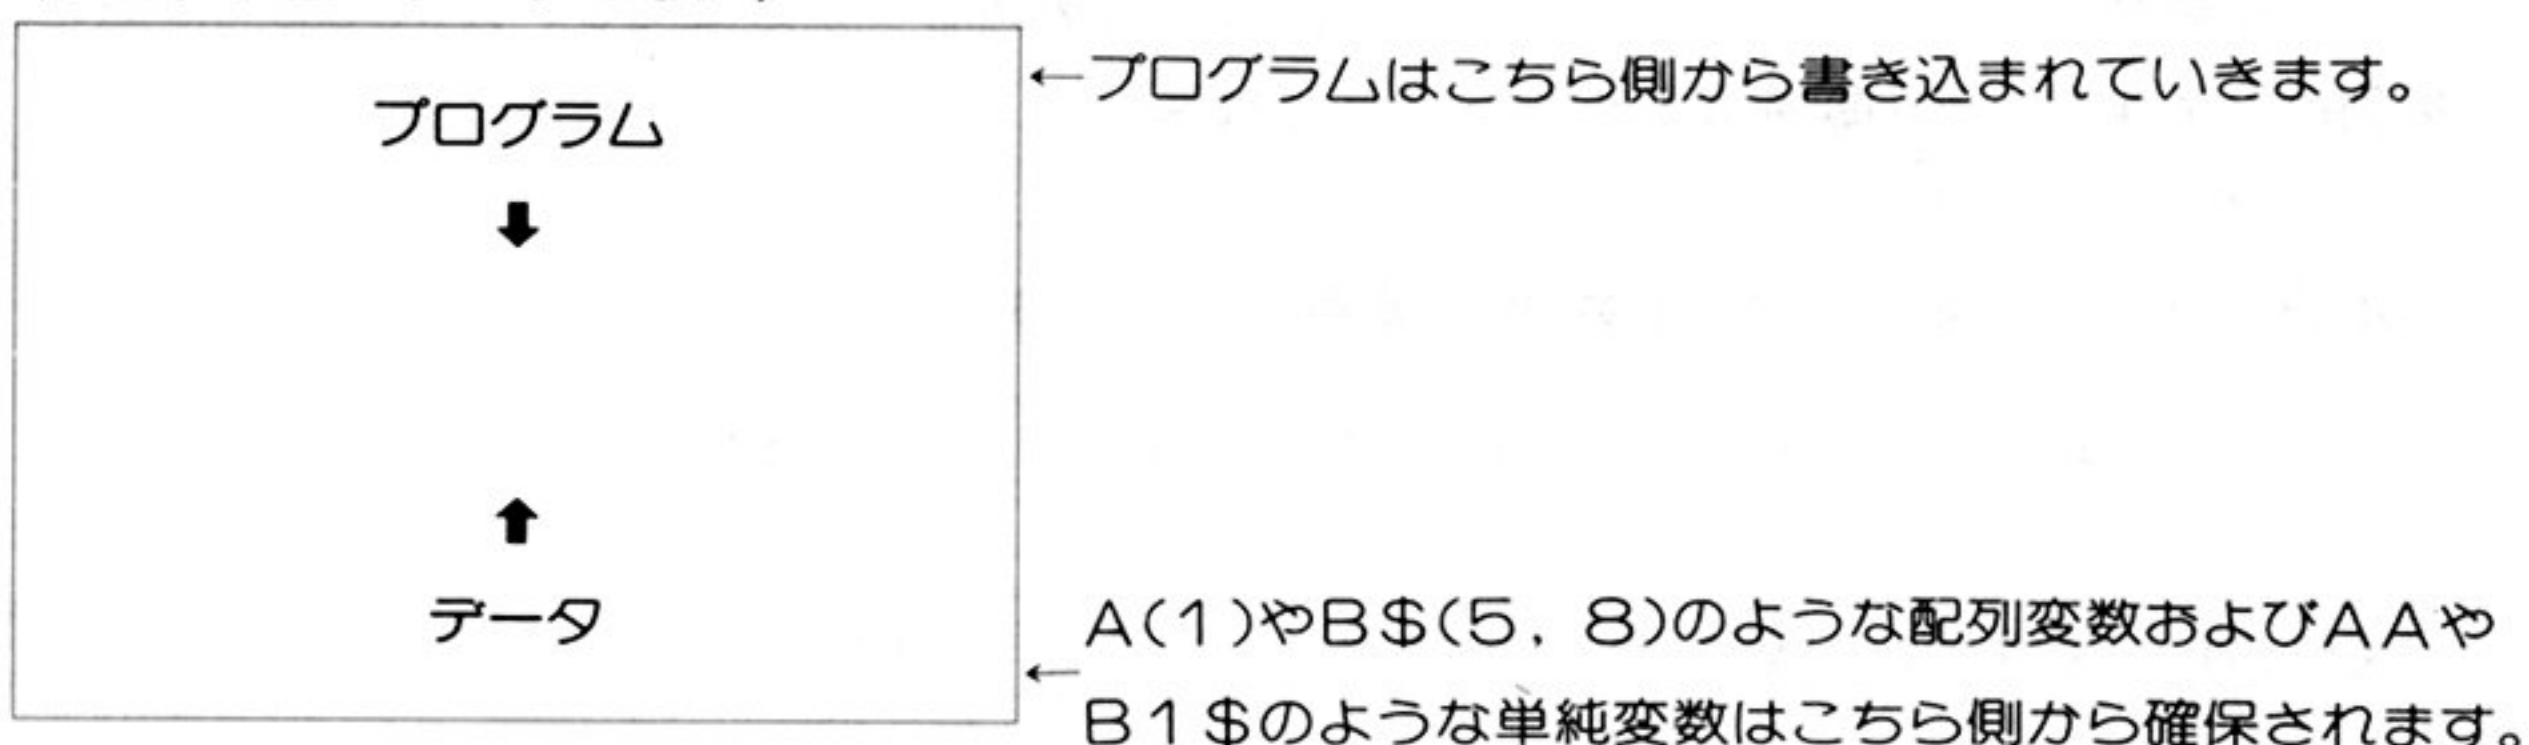 プログラム
←プログラムはこちら側から書き込まれていきます。
データ
A(1)やB$(5, 8)のような配列変数およびAAや
B1$のような単純変数はこちら側から確保されます。